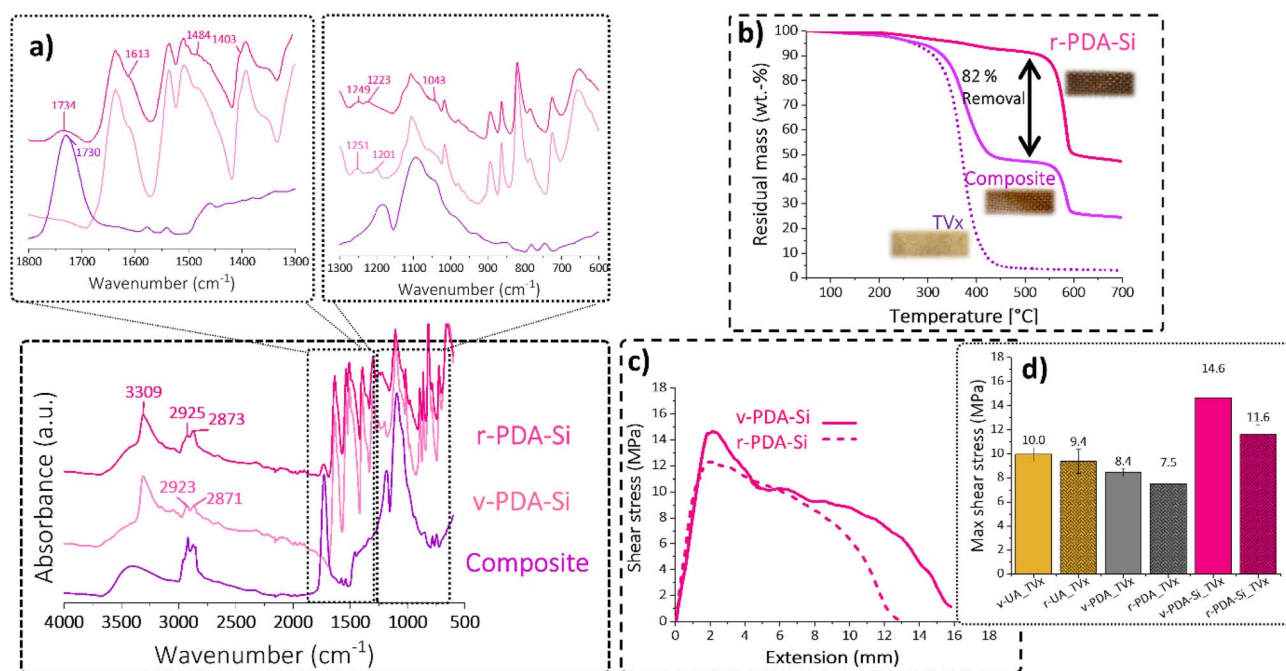 a)
1734
1613
1484
1403
1730
1800 1700 1600 1500 1400 1300
Wavenumber (cm⁻¹)
1249
1223
1043
1251
1201
1300 1200 1100 1000 900 800 700 600
Wavenumber (cm⁻¹)
3309
2925
2873
r-PDA-Si
2923
2871
v-PDA-Si
Composite
Absorbance (a.u.)
4000 3500 3000 2500 2000 1500 1000 500
Wavenumber (cm⁻¹)
b)
r-PDA-Si
82 %
Removal
Composite
TVx
Residual mass (wt.-%)
100
90
80
70
60
50
40
30
20
10
0
100 200 300 400 500 600 700
Temperature [°C]
c)
v-PDA-Si
r-PDA-Si
Shear stress (MPa)
18
16
14
12
10
8
6
4
2
0
0 2 4 6 8 10 12 14 16 18
Extension (mm)
d)
Max shear stress (MPa)
18
16
14
12
10
8
6
4
2
0
10.0
9.4
8.4
7.5
14.6
11.6
v-UA_TVx
r-UA_TVx
v-PDA_TVx
r-PDA_TVx
v-PDA-Si_TVx
r-PDA-Si_TVx